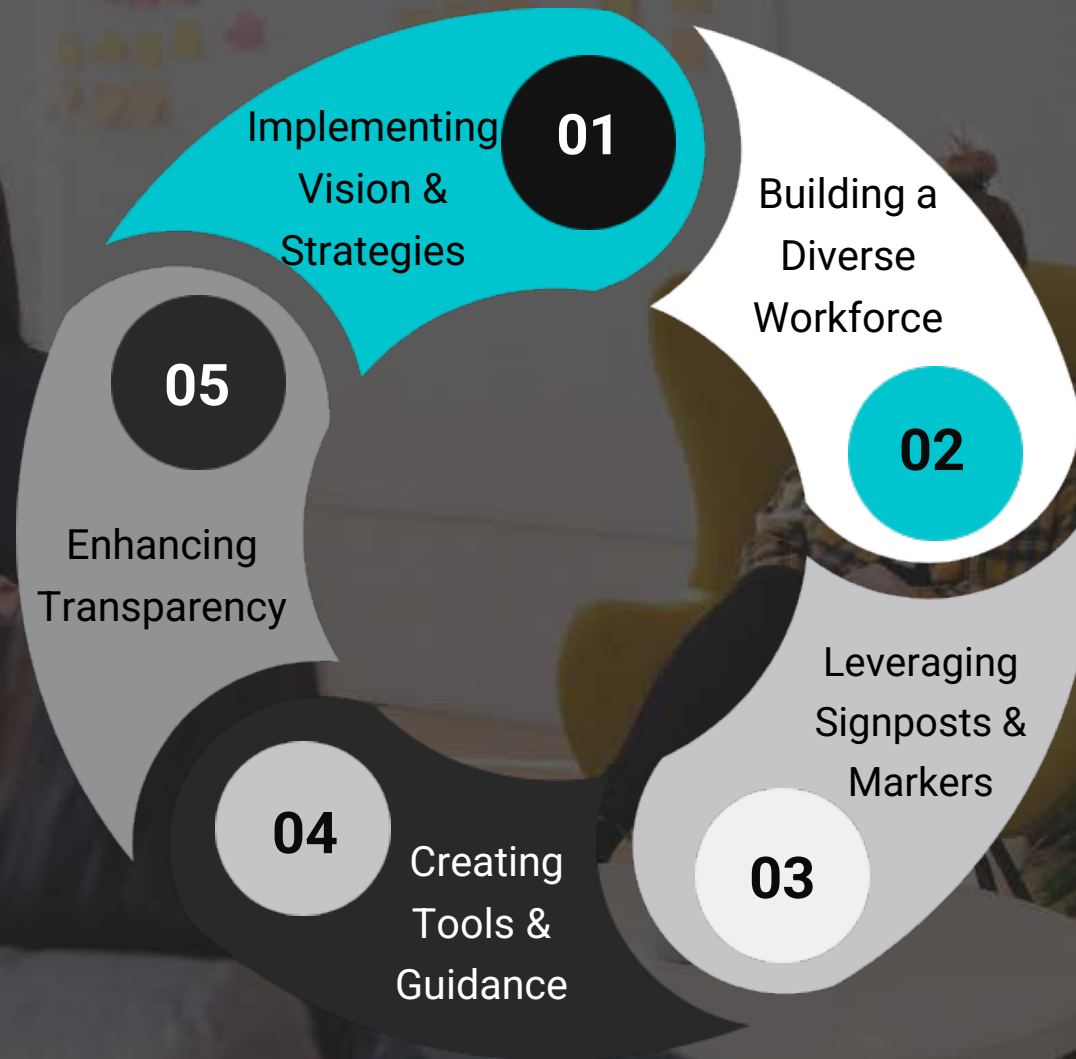 01
Implementing
Vision &
Strategies
02
Building a
Diverse
Workforce
03
Leveraging
Signposts &
Markers
04
Creating
Tools &
Guidance
05
Enhancing
Transparency